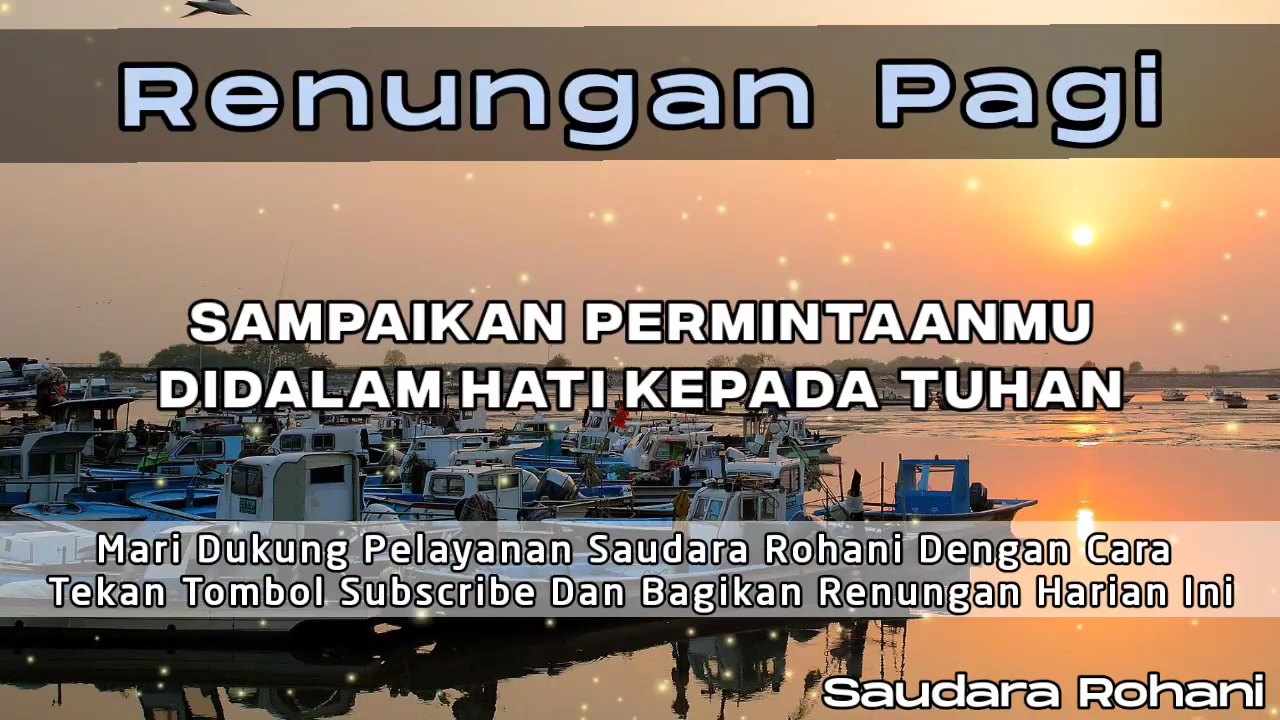 Renungan Pagi
SAMPAIKAN PERMINTAANMU
DIDALAM HATI KEPADA TUHAN
Mari Dukung Pelayanan Saudara Rohani Dengan Cara
Tekan Tombol Subscribe Dan Bagikan Renungan Harian Ini
Saudara Rohani